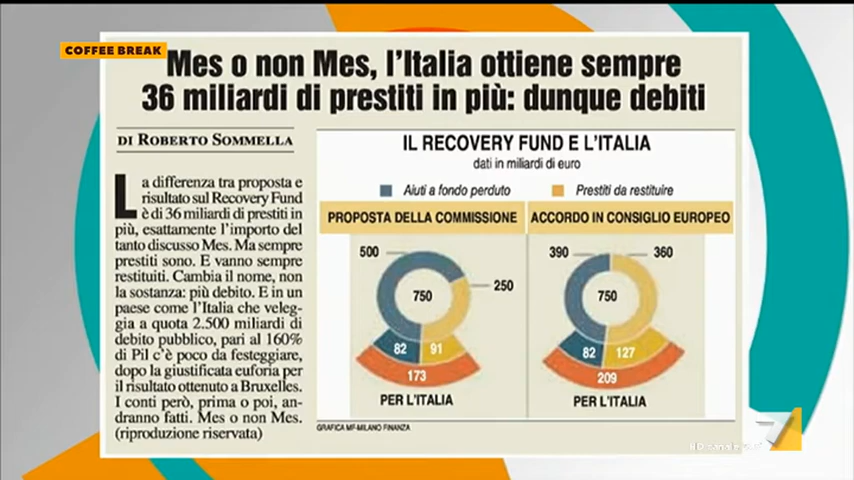 COFFEE BREAK
Mes o non Mes, l'Italia ottiene sempre
36 miliardi di prestiti in più: dunque debiti
DI ROBERTO SOMMELLA
La differenza tra proposta e
risultato sul Recovery Fund
è di 36 miliardi di prestiti in
più, esattamente l'importo del
tanto discusso Mes. Ma sempre
prestiti sono. E vanno sempre
restituiti. Cambia il nome, non
la sostanza: più debito. E in un
paese come l'Italia che veleg-
gia a quota 2.500 miliardi di
debito pubblico, pari al 160%
di Pil c'è poco da festeggiare,
dopo la giustificata euforia per
il risultato ottenuto a Bruxelles.
I conti però, prima o poi, an-
dranno fatti. Mes o non Mes.
(riproduzione riservata)
IL RECOVERY FUND E L'ITALIA
dati in miliardi di euro
Aiuti a fondo perduto
Prestiti da restituire
PROPOSTA DELLA COMMISSIONE
500
250
750
82
91
173
PER L'ITALIA
ACCORDO IN CONSIGLIO EUROPEO
390
360
750
82
127
209
PER L'ITALIA
GRAFICA MF-MILANO FINANZA
7